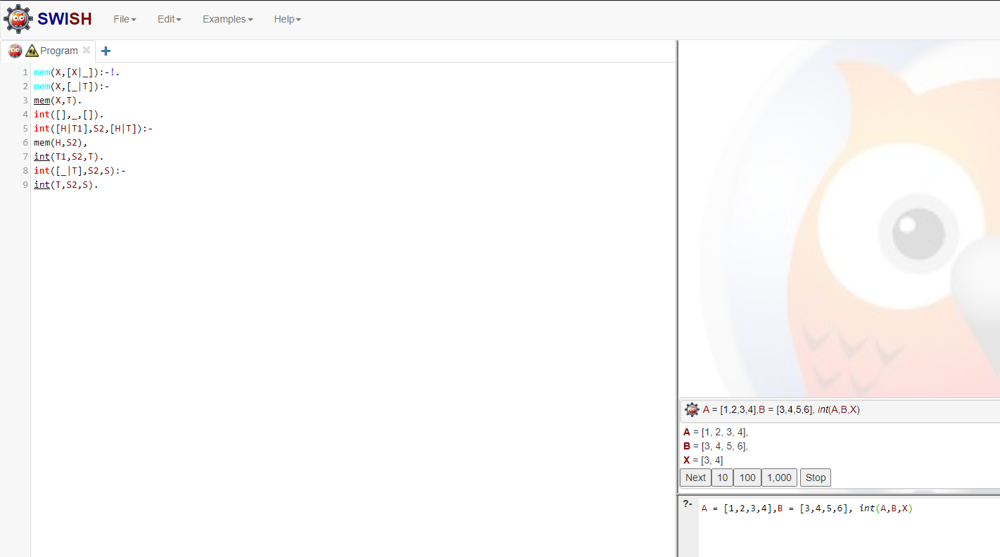 SWISH File Edit Examples Help
Program
1 mem(X,[X|_]):-!.
2 mem(X,[_|T]):-
3 mem(X,T).
4 int([],_,[]).
5 int([H|T1],S2,[H|T]):-
6 mem(H,S2),
7 int(T1,S2,T).
8 int([_|T],S2,S):-
9 int(T,S2,S).
A = [1,2,3,4],B = [3,4,5,6], int(A,B,X)
A = [1, 2, 3, 4],
B = [3, 4, 5, 6],
X = [3, 4]
Next 10 100 1,000 Stop
?- A = [1,2,3,4],B = [3,4,5,6], int(A,B,X)